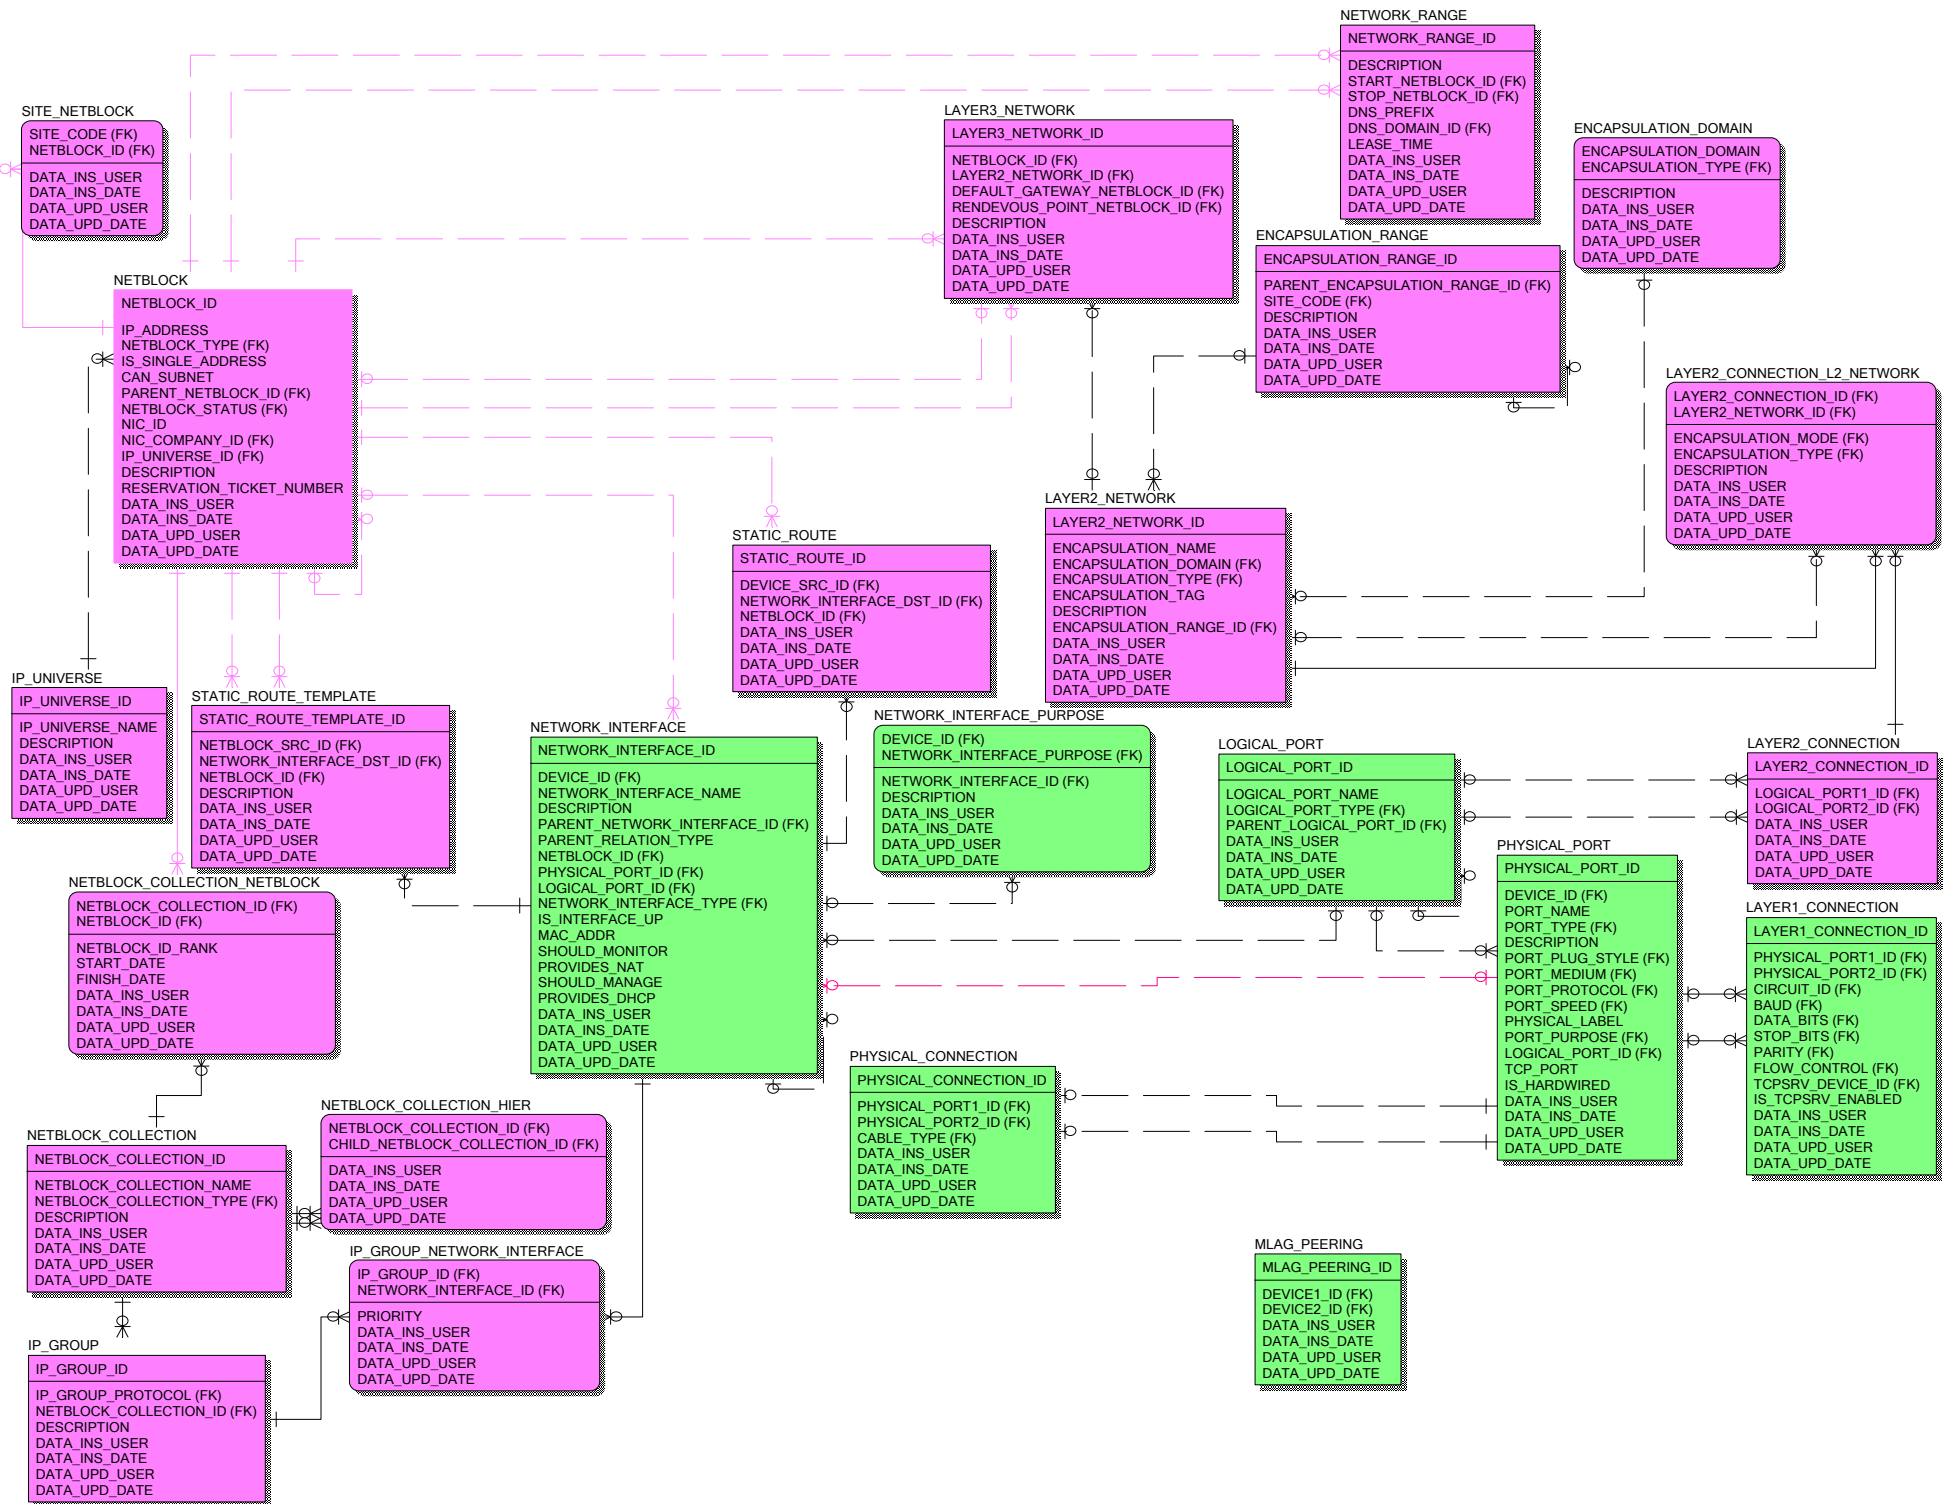 NETWORK_RANGE
NETWORK_RANGE_ID
DESCRIPTION
START_NETBLOCK_ID (FK)
STOP_NETBLOCK_ID (FK)
DNS_PREFIX
DNS_DOMAIN_ID (FK)
LEASE_TIME
DATA_INS_USER
DATA_INS_DATE
DATA_UPD_USER
DATA_UPD_DATE
SITE_NETBLOCK
SITE_CODE (FK)
NETBLOCK_ID (FK)
DATA_INS_USER
DATA_INS_DATE
DATA_UPD_USER
DATA_UPD_DATE
LAYER3_NETWORK
LAYER3_NETWORK_ID
NETBLOCK_ID (FK)
LAYER2_NETWORK_ID (FK)
DEFAULT_GATEWAY_NETBLOCK_ID (FK)
RENDEVOUS_POINT_NETBLOCK_ID (FK)
DESCRIPTION
DATA_INS_USER
DATA_INS_DATE
DATA_UPD_USER
DATA_UPD_DATE
ENCAPSULATION_DOMAIN
ENCAPSULATION_DOMAIN
ENCAPSULATION_TYPE (FK)
DESCRIPTION
DATA_INS_USER
DATA_INS_DATE
DATA_UPD_USER
DATA_UPD_DATE
ENCAPSULATION_RANGE
ENCAPSULATION_RANGE_ID
PARENT_ENCAPSULATION_RANGE_ID (FK)
SITE_CODE (FK)
DESCRIPTION
DATA_INS_USER
DATA_INS_DATE
DATA_UPD_USER
DATA_UPD_DATE
NETBLOCK
NETBLOCK_ID
IP_ADDRESS
NETBLOCK_TYPE (FK)
IS_SINGLE_ADDRESS
CAN_SUBNET
PARENT_NETBLOCK_ID (FK)
NETBLOCK_STATUS (FK)
NIC_ID
NIC_COMPANY_ID (FK)
IP_UNIVERSE_ID (FK)
DESCRIPTION
RESERVATION_TICKET_NUMBER
DATA_INS_USER
DATA_INS_DATE
DATA_UPD_USER
DATA_UPD_DATE
LAYER2_CONNECTION_L2_NETWORK
LAYER2_CONNECTION_ID (FK)
LAYER2_NETWORK_ID (FK)
ENCAPSULATION_MODE (FK)
ENCAPSULATION_TYPE (FK)
DESCRIPTION
DATA_INS_USER
DATA_INS_DATE
DATA_UPD_USER
DATA_UPD_DATE
LAYER2_NETWORK
LAYER2_NETWORK_ID
ENCAPSULATION_NAME
ENCAPSULATION_DOMAIN (FK)
ENCAPSULATION_TYPE (FK)
ENCAPSULATION_TAG
DESCRIPTION
ENCAPSULATION_RANGE_ID (FK)
DATA_INS_USER
DATA_INS_DATE
DATA_UPD_USER
DATA_UPD_DATE
STATIC_ROUTE
STATIC_ROUTE_ID
DEVICE_SRC_ID (FK)
NETWORK_INTERFACE_DST_ID (FK)
NETBLOCK_ID (FK)
DATA_INS_USER
DATA_INS_DATE
DATA_UPD_USER
DATA_UPD_DATE
IP_UNIVERSE
IP_UNIVERSE_ID
IP_UNIVERSE_NAME
DESCRIPTION
DATA_INS_USER
DATA_INS_DATE
DATA_UPD_USER
DATA_UPD_DATE
STATIC_ROUTE_TEMPLATE
STATIC_ROUTE_TEMPLATE_ID
NETBLOCK_SRC_ID (FK)
NETWORK_INTERFACE_DST_ID (FK)
NETBLOCK_ID (FK)
DESCRIPTION
DATA_INS_USER
DATA_INS_DATE
DATA_UPD_USER
DATA_UPD_DATE
NETWORK_INTERFACE
NETWORK_INTERFACE_ID
DEVICE_ID (FK)
NETWORK_INTERFACE_NAME
DESCRIPTION
PARENT_NETWORK_INTERFACE_ID (FK)
PARENT_RELATION_TYPE
NETBLOCK_ID (FK)
PHYSICAL_PORT_ID (FK)
LOGICAL_PORT_ID (FK)
NETWORK_INTERFACE_TYPE (FK)
IS_INTERFACE_UP
MAC_ADDR
SHOULD_MONITOR
PROVIDES_NAT
SHOULD_MANAGE
PROVIDES_DHCP
DATA_INS_USER
DATA_INS_DATE
DATA_UPD_USER
DATA_UPD_DATE
NETWORK_INTERFACE_PURPOSE
DEVICE_ID (FK)
NETWORK_INTERFACE_PURPOSE (FK)
NETWORK_INTERFACE_ID (FK)
DESCRIPTION
DATA_INS_USER
DATA_INS_DATE
DATA_UPD_USER
DATA_UPD_DATE
LOGICAL_PORT
LOGICAL_PORT_ID
LOGICAL_PORT_NAME
LOGICAL_PORT_TYPE (FK)
PARENT_LOGICAL_PORT_ID (FK)
DATA_INS_USER
DATA_INS_DATE
DATA_UPD_USER
DATA_UPD_DATE
LAYER2_CONNECTION
LAYER2_CONNECTION_ID
LOGICAL_PORT1_ID (FK)
LOGICAL_PORT2_ID (FK)
DATA_INS_USER
DATA_INS_DATE
DATA_UPD_USER
DATA_UPD_DATE
PHYSICAL_PORT
PHYSICAL_PORT_ID
DEVICE_ID (FK)
PORT_NAME
PORT_TYPE (FK)
DESCRIPTION
PORT_PLUG_STYLE (FK)
PORT_MEDIUM (FK)
PORT_PROTOCOL (FK)
PORT_SPEED (FK)
PHYSICAL_LABEL
PORT_PURPOSE (FK)
LOGICAL_PORT_ID (FK)
TCP_PORT
IS_HARDWIRED
DATA_INS_USER
DATA_INS_DATE
DATA_UPD_USER
DATA_UPD_DATE
LAYER1_CONNECTION
LAYER1_CONNECTION_ID
PHYSICAL_PORT1_ID (FK)
PHYSICAL_PORT2_ID (FK)
CIRCUIT_ID (FK)
BAUD (FK)
DATA_BITS (FK)
STOP_BITS (FK)
PARITY (FK)
FLOW_CONTROL (FK)
TCPSRV_DEVICE_ID (FK)
IS_TCPSRV_ENABLED
DATA_INS_USER
DATA_INS_DATE
DATA_UPD_USER
DATA_UPD_DATE
NETBLOCK_COLLECTION_NETBLOCK
NETBLOCK_COLLECTION_ID (FK)
NETBLOCK_ID (FK)
NETBLOCK_ID_RANK
START_DATE
FINISH_DATE
DATA_INS_USER
DATA_INS_DATE
DATA_UPD_USER
DATA_UPD_DATE
PHYSICAL_CONNECTION
PHYSICAL_CONNECTION_ID
PHYSICAL_PORT1_ID (FK)
PHYSICAL_PORT2_ID (FK)
CABLE_TYPE (FK)
DATA_INS_USER
DATA_INS_DATE
DATA_UPD_USER
DATA_UPD_DATE
NETBLOCK_COLLECTION_HIER
NETBLOCK_COLLECTION_ID (FK)
CHILD_NETBLOCK_COLLECTION_ID (FK)
DATA_INS_USER
DATA_INS_DATE
DATA_UPD_USER
DATA_UPD_DATE
NETBLOCK_COLLECTION
NETBLOCK_COLLECTION_ID
NETBLOCK_COLLECTION_NAME
NETBLOCK_COLLECTION_TYPE (FK)
DESCRIPTION
DATA_INS_USER
DATA_INS_DATE
DATA_UPD_USER
DATA_UPD_DATE
IP_GROUP_NETWORK_INTERFACE
IP_GROUP_ID (FK)
NETWORK_INTERFACE_ID (FK)
PRIORITY
DATA_INS_USER
DATA_INS_DATE
DATA_UPD_USER
DATA_UPD_DATE
MLAG_PEERING
MLAG_PEERING_ID
DEVICE1_ID (FK)
DEVICE2_ID (FK)
DATA_INS_USER
DATA_INS_DATE
DATA_UPD_USER
DATA_UPD_DATE
IP_GROUP
IP_GROUP_ID
IP_GROUP_PROTOCOL (FK)
NETBLOCK_COLLECTION_ID (FK)
DESCRIPTION
DATA_INS_USER
DATA_INS_DATE
DATA_UPD_USER
DATA_UPD_DATE